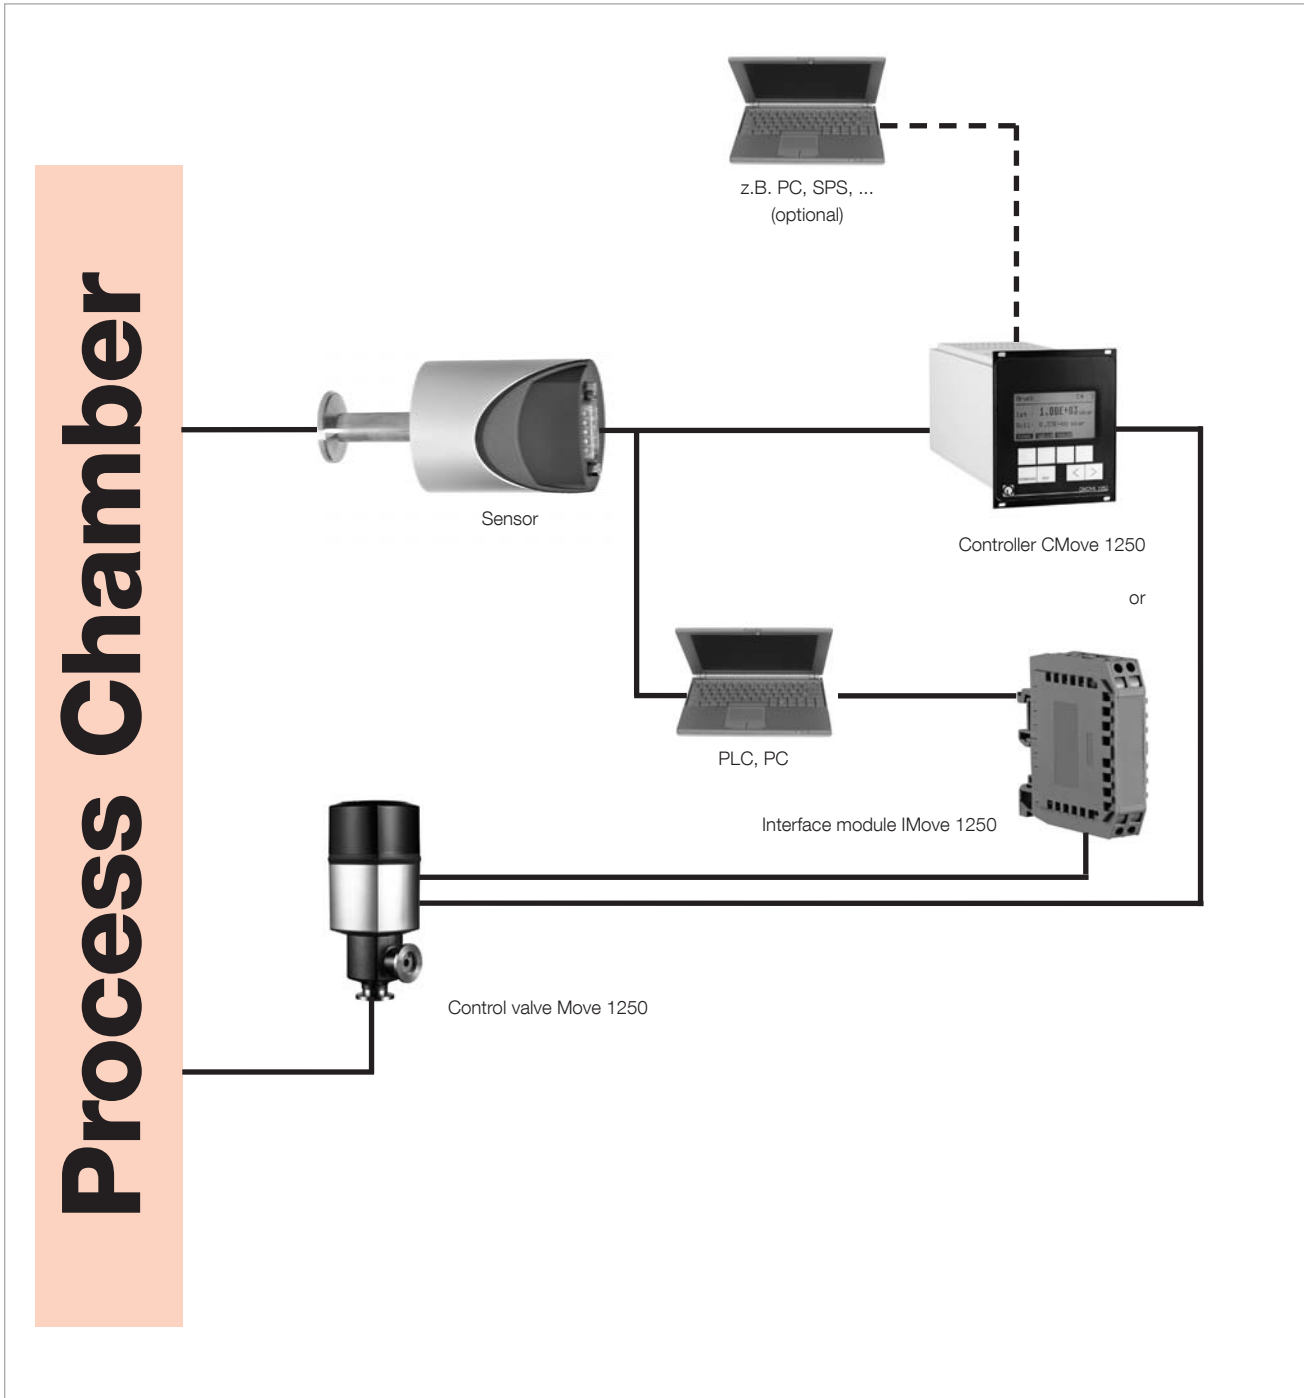 z.B. PC, SPS, ...
(optional)
Process Chamber
Sensor
Controller CMove 1250
or
PLC, PC
Interface module IMove 1250
Control valve Move 1250